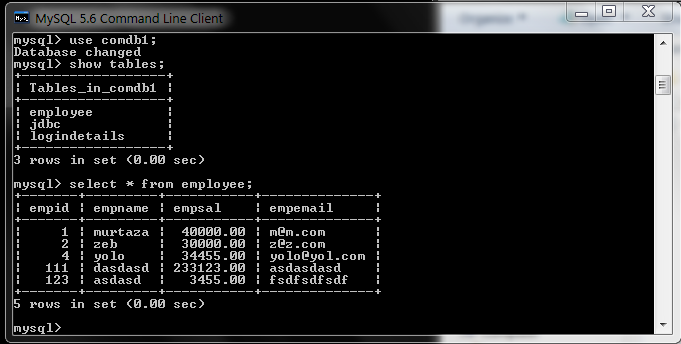 MySQL 5.6 Command Line Client
mysql> use comdb1;
Database changed
mysql> show tables;
+------------------+
| Tables_in_comdb1 |
+------------------+
| employee         |
| jdbc             |
| logindetails     |
+------------------+
3 rows in set (0.00 sec)
mysql> select * from employee;
+-------+---------+-----------+--------------+
| empid | empname | empsal    | empemail     |
+-------+---------+-----------+--------------+
|     1 | murtaza |  40000.00 | m@m.com      |
|     2 | zeb     |  30000.00 | z@z.com      |
|     4 | yolo    |  34455.00 | yolo@yol.com |
|   111 | dasdasd | 233123.00 | asdasdasd    |
|   123 | asdasd  |   3455.00 | fsdfsdfsdf   |
+-------+---------+-----------+--------------+
5 rows in set (0.00 sec)
mysql>